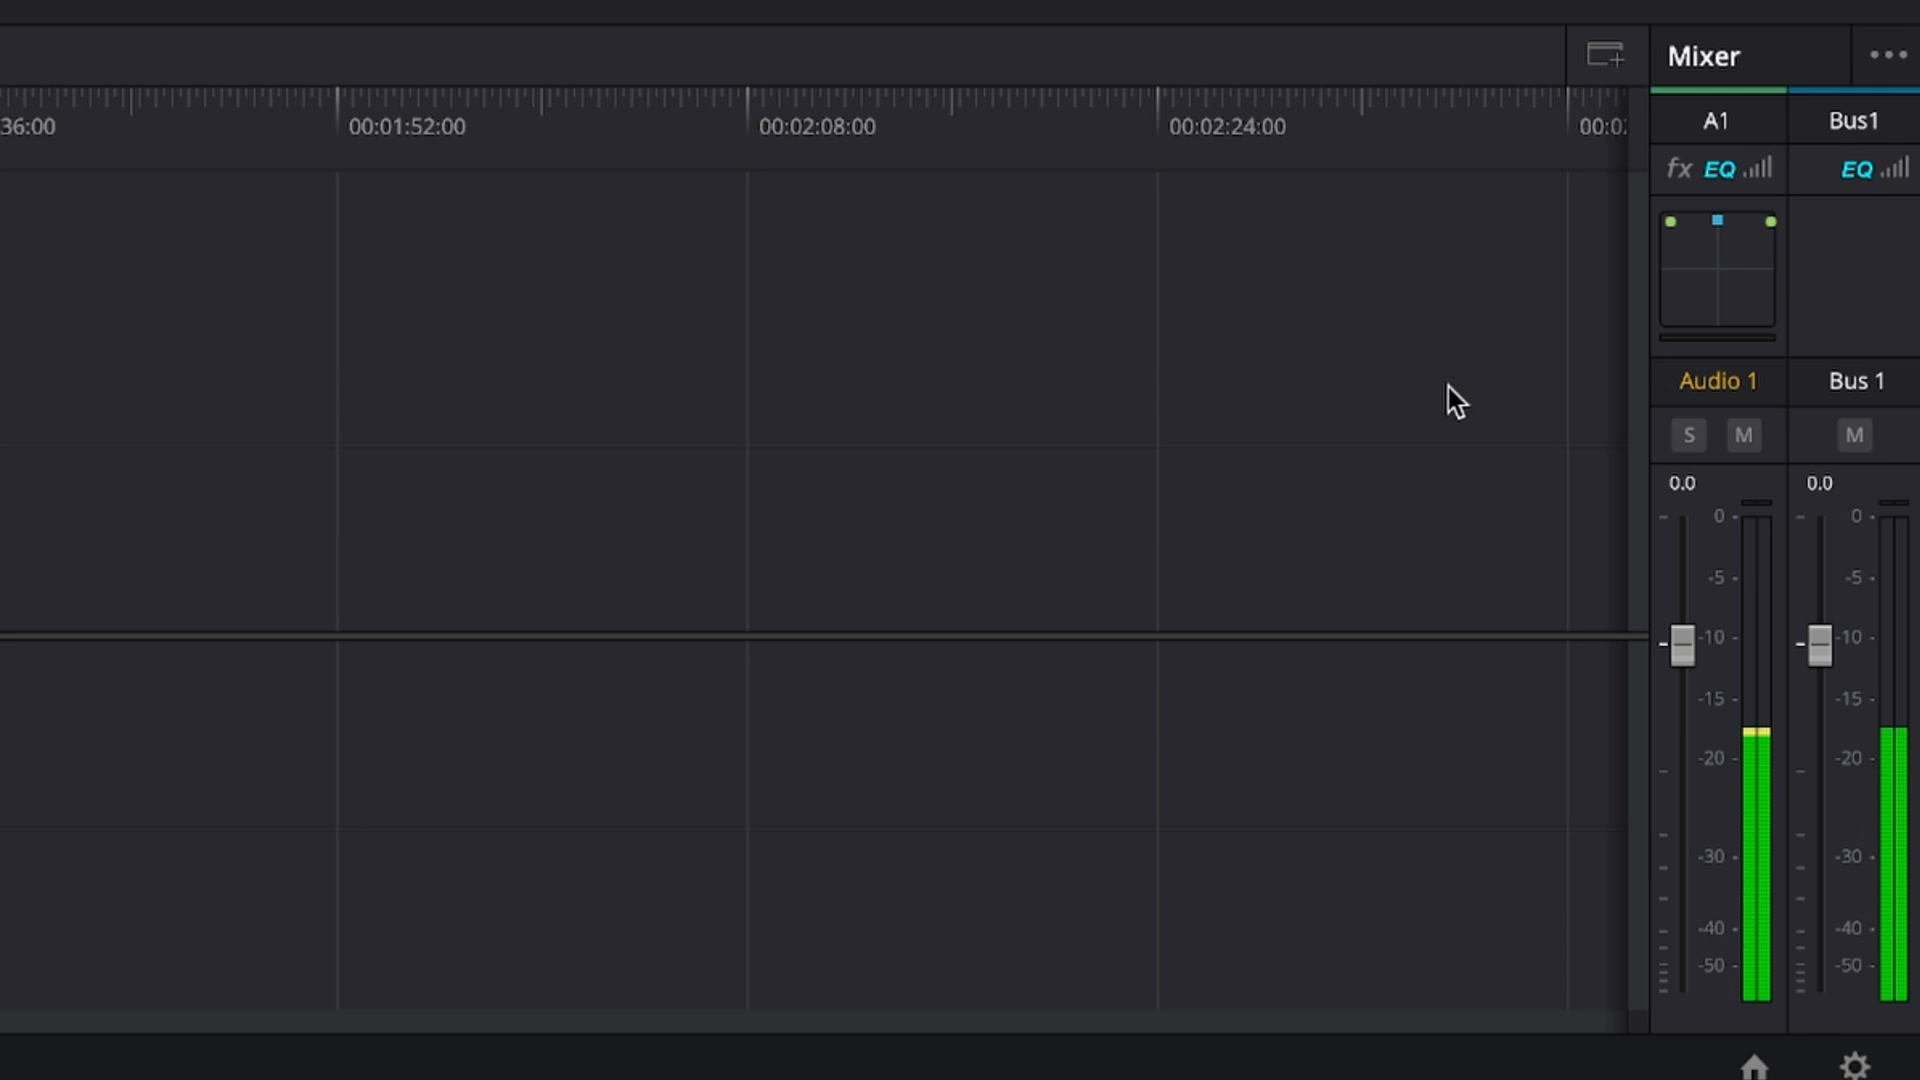 Mixer
36:00 00:01:52:00 00:02:08:00 00:02:24:00 00:0
A1 Bus1
fx EQ EQ
Audio 1 Bus 1
S M M
0.0 0.0
0 0
-5 -5
-10 -10
-15 -15
-20 -20
-30 -30
-40 -40
-50 -50